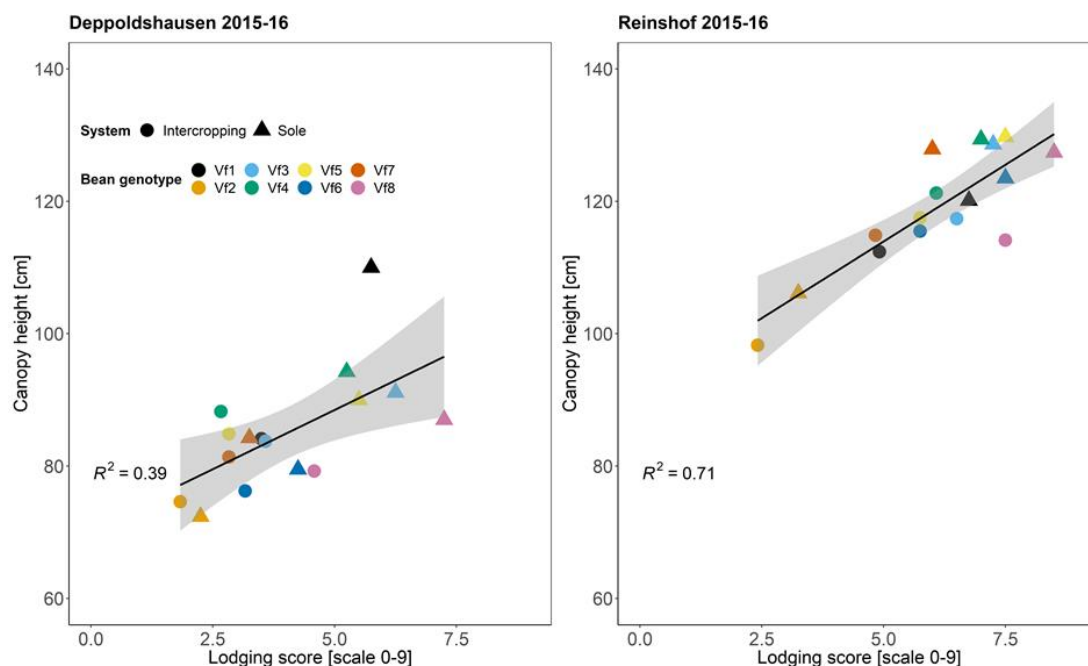 Deppoldshausen 2015-16
Canopy height [cm]
140
120
100
80
60
System Intercropping Sole
Bean genotype
Vf1 Vf3 Vf5 Vf7
Vf2 Vf4 Vf6 Vf8
R² = 0.39
0.0 2.5 5.0 7.5
Lodging score [scale 0-9]
Reinshof 2015-16
Canopy height [cm]
140
120
100
80
60
R² = 0.71
0.0 2.5 5.0 7.5
Lodging score [scale 0-9]